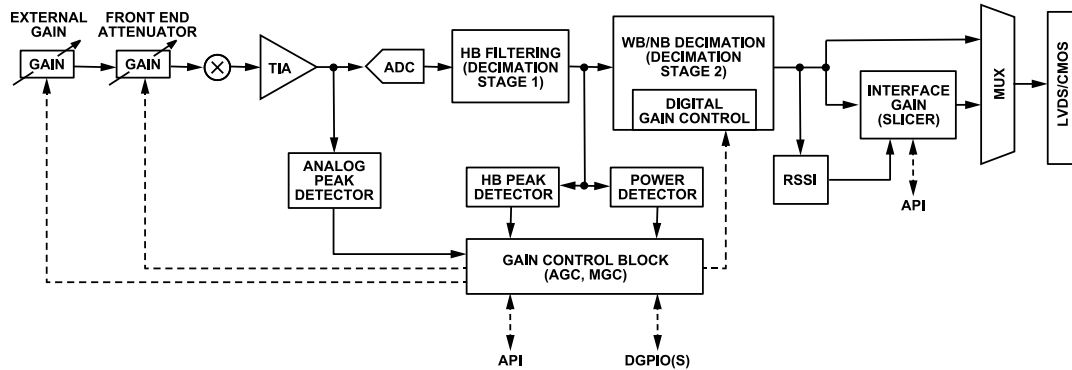 EXTERNAL
GAIN
FRONT END
ATTENUATOR
GAIN
GAIN
TIA
ADC
HB FILTERING
(DECIMATION
STAGE 1)
WB/NB DECIMATION
(DECIMATION
STAGE 2)
DIGITAL
GAIN CONTROL
INTERFACE
GAIN
(SLICER)
MUX
LVDS/CMOS
ANALOG
PEAK
DETECTOR
HB PEAK
DETECTOR
POWER
DETECTOR
RSSI
API
GAIN CONTROL BLOCK
(AGC, MGC)
API
DGPIO(S)